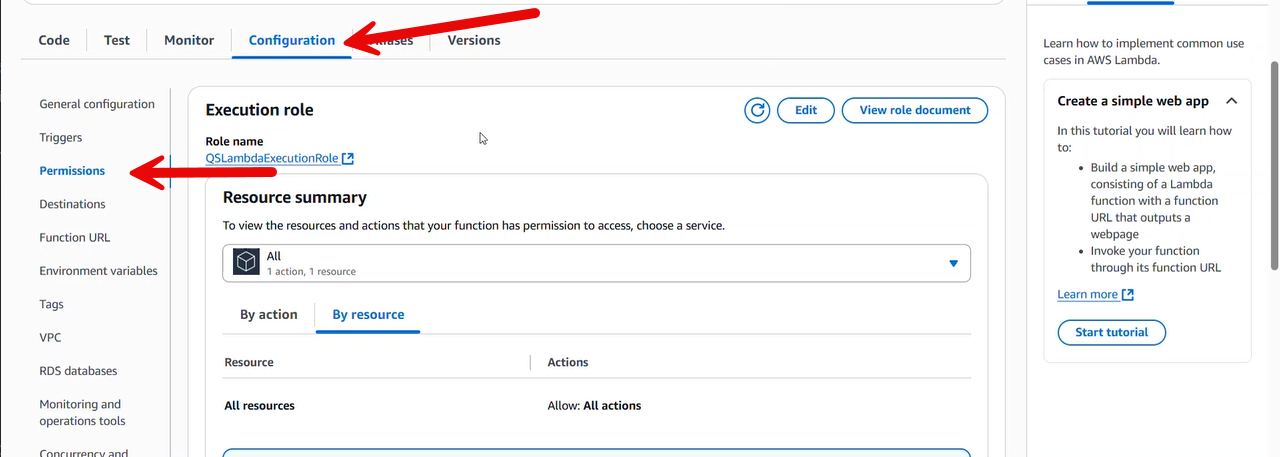 Code
Test
Monitor
Configuration
Versions
General configuration
Triggers
Permissions
Destinations
Function URL
Environment variables
Tags
VPC
RDS databases
Monitoring and
operations tools
Concurrency and
Execution role
Edit
View role document
Role name
QSLambdaExecutionRole
Resource summary
To view the resources and actions that your function has permission to access, choose a service.
All
1 action, 1 resource
By action
By resource
Resource
Actions
All resources
Allow: All actions
Learn how to implement common use
cases in AWS Lambda.
Create a simple web app
In this tutorial you will learn how
to:
• Build a simple web app,
consisting of a Lambda
function with a function
URL that outputs a
webpage
• Invoke your function
through its function URL
Learn more
Start tutorial